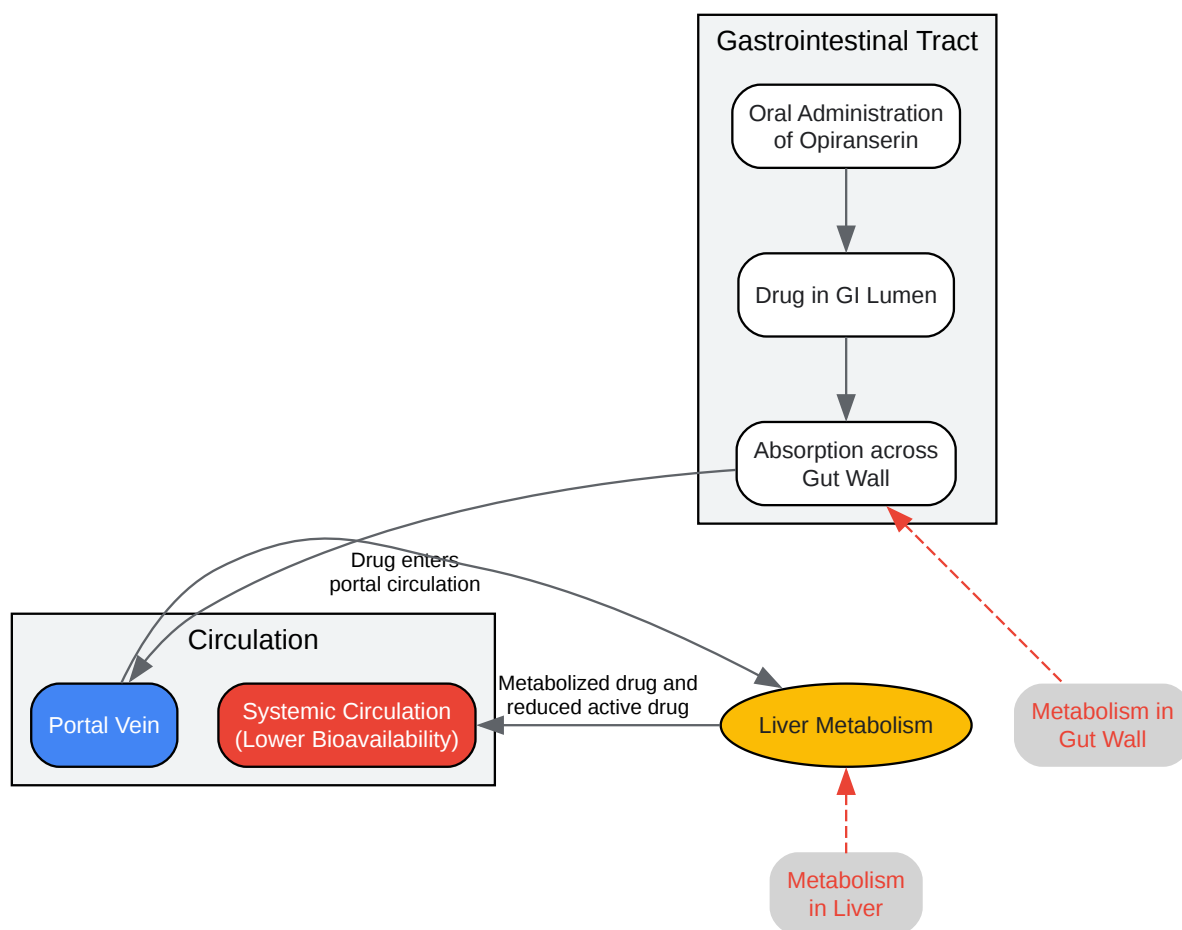 Gastrointestinal Tract
Oral Administration
of Opiranserin
Drug in GI Lumen
Absorption across
Gut Wall
Drug enters
portal circulation
Circulation
Portal Vein
Systemic Circulation
(Lower Bioavailability)
Metabolized drug and
reduced active drug
Liver Metabolism
Metabolism in
Gut Wall
Metabolism
in Liver